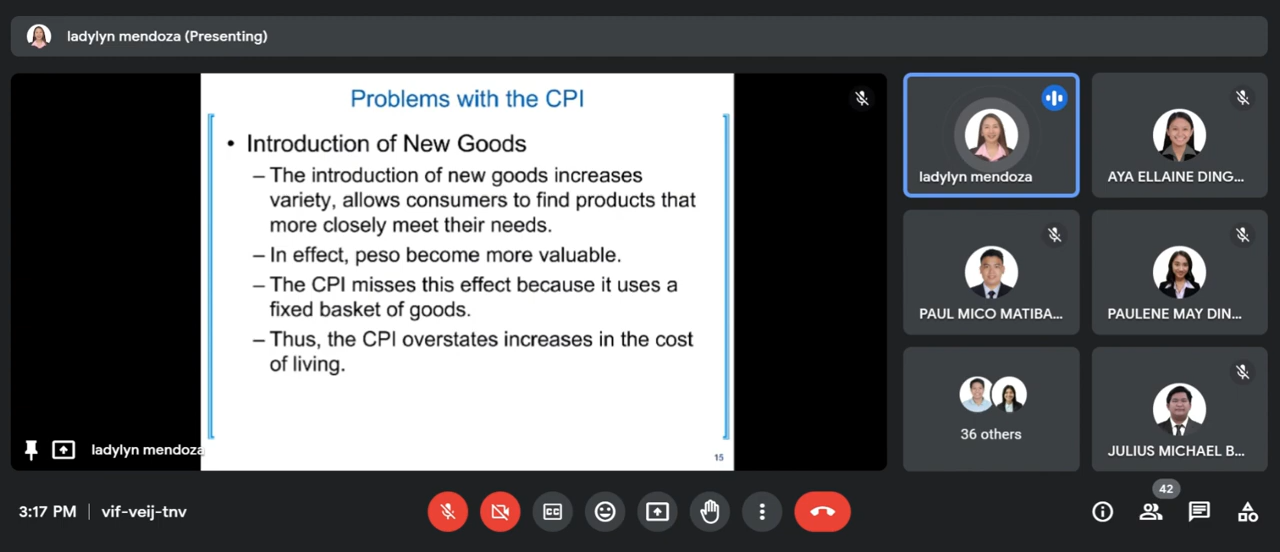 ladylyn mendoza (Presenting)
Problems with the CPI
• Introduction of New Goods
– The introduction of new goods increases
variety, allows consumers to find products that
more closely meet their needs.
– In effect, peso become more valuable.
– The CPI misses this effect because it uses a
fixed basket of goods.
– Thus, the CPI overstates increases in the cost
of living.
15
ladylyn mendoza
ladylyn mendoza
AYA ELLAINE DING...
PAUL MICO MATIBA...
PAULENE MAY DIN...
36 others
JULIUS MICHAEL B...
3:17 PM | vif-veij-tnv
CC
42